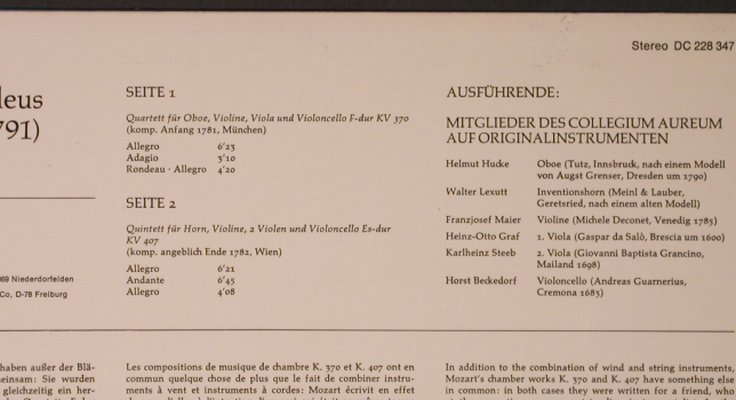 Stereo DC 228 347
deus
791)
969 Niederdorfelden
Co, D-78 Freiburg
SEITE 1
Quartett für Oboe, Violine, Viola und Violoncello F-dur KV 370
(komp. Anfang 1781, München)
Allegro 6'23
Adagio 3'10
Rondeau · Allegro 4'20
SEITE 2
Quintett für Horn, Violine, 2 Violen und Violoncello Es-dur
KV 407
(komp. angeblich Ende 1782, Wien)
Allegro 6'21
Andante 6'45
Allegro 4'08
AUSFÜHRENDE:
MITGLIEDER DES COLLEGIUM AUREUM
AUF ORIGINALINSTRUMENTEN
Helmut Hucke Oboe (Tutz, Innsbruck, nach einem Modell
von Augst Grenser, Dresden um 1790)
Walter Lexutt Inventionshorn (Meinl & Lauber,
Geretsried, nach einem alten Modell)
Franzjosef Maier Violine (Michele Deconet, Venedig 1785)
Heinz-Otto Graf 1. Viola (Gaspar da Salò, Brescia um 1600)
Karlheinz Steeb 2. Viola (Giovanni Baptista Grancino,
Mailand 1698)
Horst Beckedorf Violoncello (Andreas Guarnerius,
Cremona 1683)
haben außer der Blä-
einsam: Sie wurden
gleichzeitig ein her-
Les compositions de musique de chambre K. 370 et K. 407 ont en
commun quelque chose de plus que le fait de combiner instru-
ments à vent et instruments à cordes: Mozart écrivit en effet
In addition to the combination of wind and string instruments,
Mozart's chamber works K. 370 and K. 407 have something else
in common: in both cases they were written for a friend, who